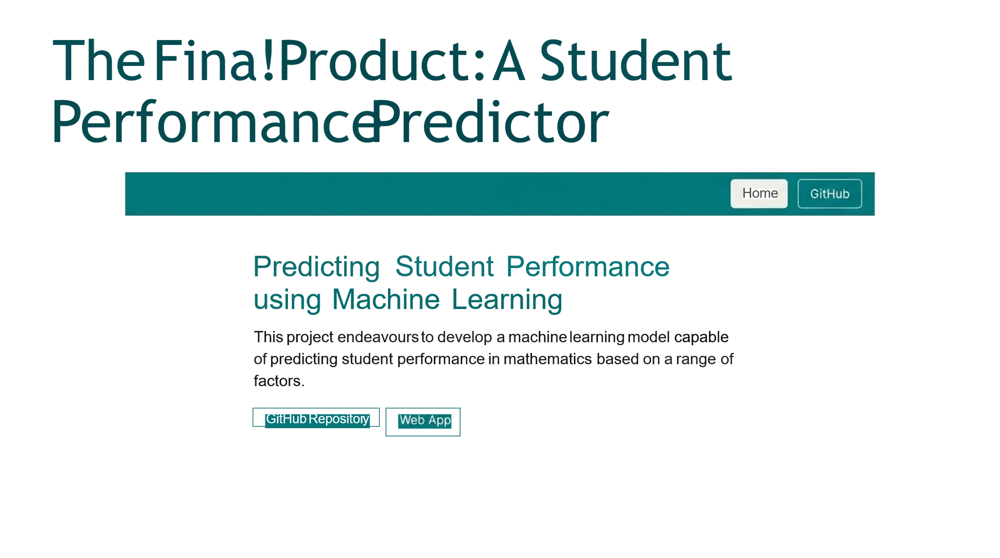 The Fina!Product: A Student
Performance Predictor
Home GitHub
Predicting Student Performance
using Machine Learning
This project endeavours to develop a machine learning model capable
of predicting student performance in mathematics based on a range of
factors.
GitHub Repository Web App